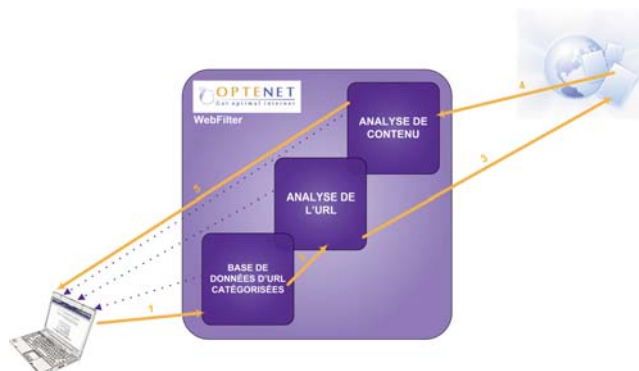 OPTENET
Get optimal internet
WebFilter
ANALYSE DE
CONTENU
ANALYSE DE
L'URL
BASE DE
DONNÉES D'URL
CATÉGORISÉES
1
3
4
5